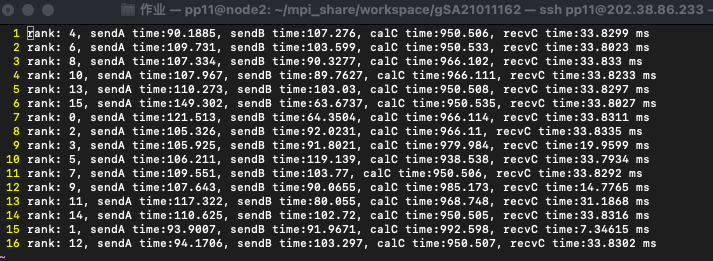 作业 — pp11@node2: ~/mpi_share/workspace/gSA21011162 — ssh pp11@202.38.86.233 —
1 rank: 4, sendA time:90.1885, sendB time:107.276, calC time:950.506, recvC time:33.8299 ms
2 rank: 6, sendA time:109.731, sendB time:103.599, calC time:950.533, recvC time:33.8023 ms
3 rank: 8, sendA time:107.334, sendB time:90.3277, calC time:966.102, recvC time:33.833 ms
4 rank: 10, sendA time:107.967, sendB time:89.7627, calC time:966.111, recvC time:33.8233 ms
5 rank: 13, sendA time:110.273, sendB time:103.03, calC time:950.508, recvC time:33.8297 ms
6 rank: 15, sendA time:149.302, sendB time:63.6737, calC time:950.535, recvC time:33.8027 ms
7 rank: 0, sendA time:121.513, sendB time:64.3504, calC time:966.114, recvC time:33.8311 ms
8 rank: 2, sendA time:105.326, sendB time:92.0231, calC time:966.11, recvC time:33.8335 ms
9 rank: 3, sendA time:105.925, sendB time:91.8021, calC time:979.984, recvC time:19.9599 ms
10 rank: 5, sendA time:106.211, sendB time:119.139, calC time:938.538, recvC time:33.7934 ms
11 rank: 7, sendA time:109.551, sendB time:103.77, calC time:950.506, recvC time:33.8292 ms
12 rank: 9, sendA time:107.643, sendB time:90.0655, calC time:985.173, recvC time:14.7765 ms
13 rank: 11, sendA time:117.322, sendB time:80.055, calC time:968.748, recvC time:31.1868 ms
14 rank: 14, sendA time:110.625, sendB time:102.72, calC time:950.505, recvC time:33.8316 ms
15 rank: 1, sendA time:93.9007, sendB time:91.9671, calC time:992.598, recvC time:7.34615 ms
16 rank: 12, sendA time:94.1706, sendB time:103.297, calC time:950.507, recvC time:33.8302 ms
~